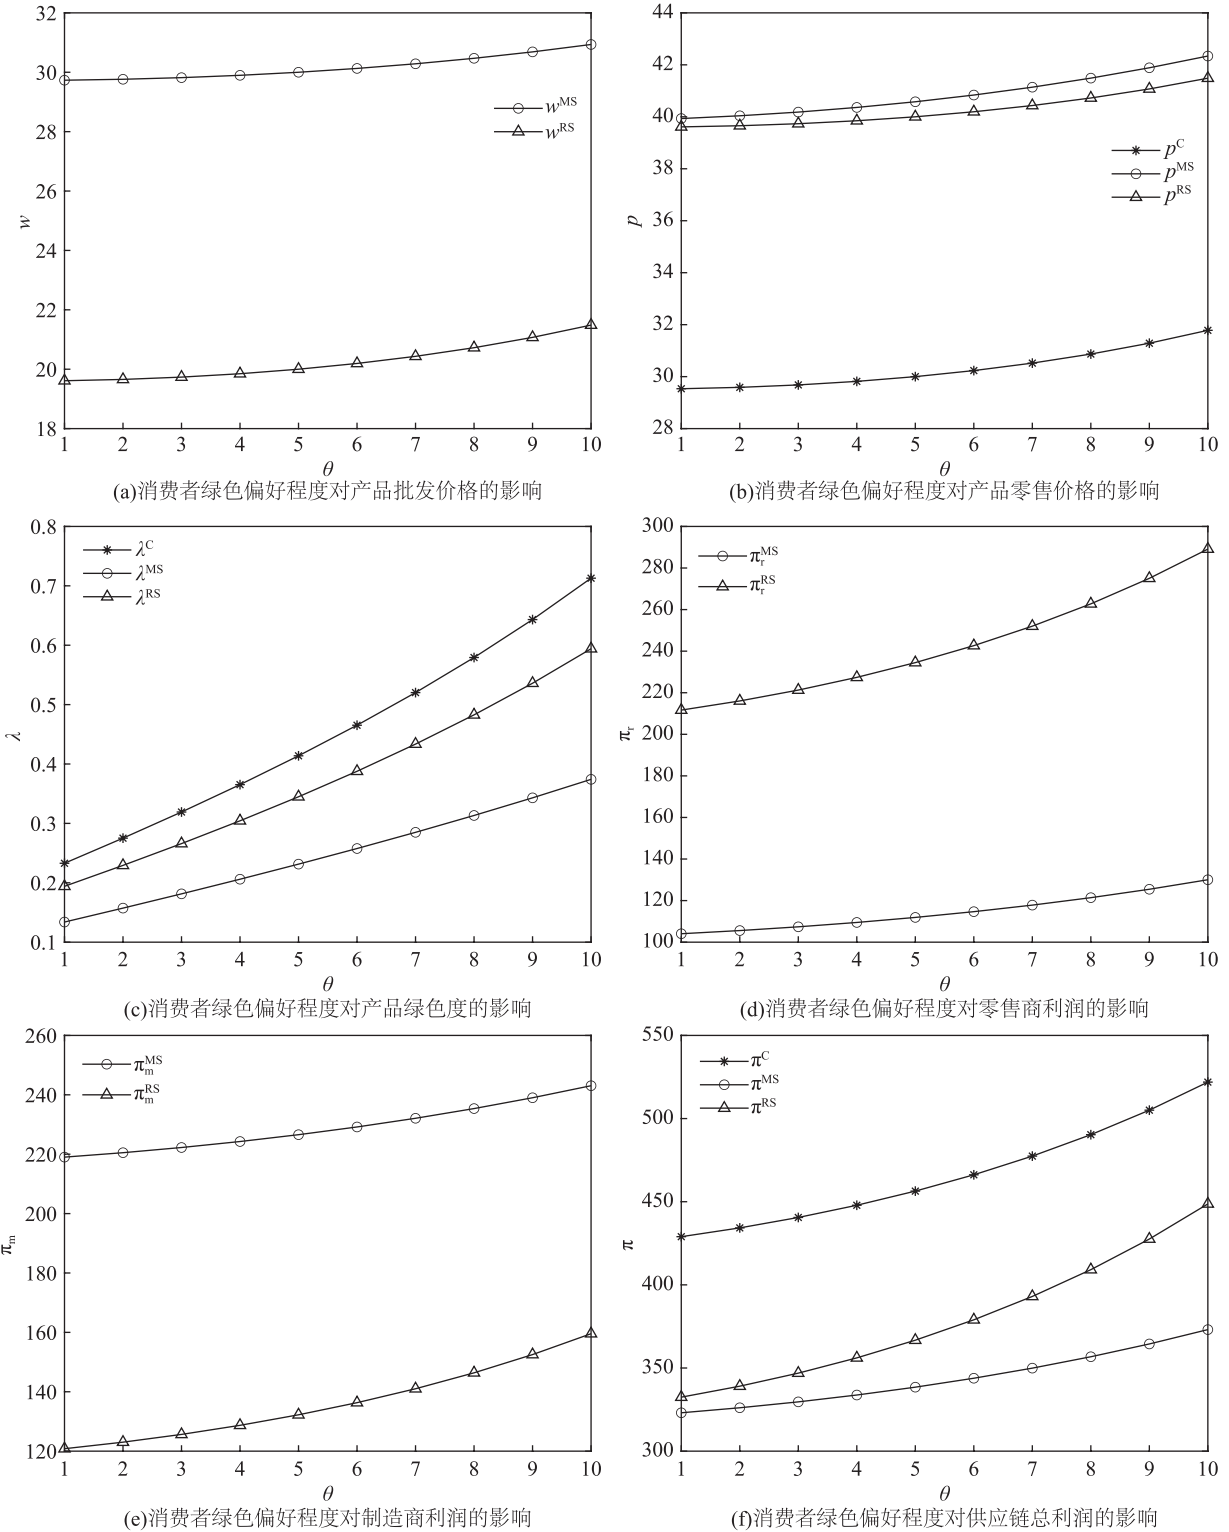 32
30
28
26
24
22
20
18
w
w^MS
w^RS
1 2 3 4 5 6 7 8 9 10
θ
(a)消费者绿色偏好程度对产品批发价格的影响
44
42
40
38
36
34
32
30
28
p
p^C
p^MS
p^RS
1 2 3 4 5 6 7 8 9 10
θ
(b)消费者绿色偏好程度对产品零售价格的影响
0.8
0.7
0.6
0.5
0.4
0.3
0.2
0.1
λ
λ^C
λ^MS
λ^RS
1 2 3 4 5 6 7 8 9 10
θ
(c)消费者绿色偏好程度对产品绿色度的影响
300
280
260
240
220
200
180
160
140
120
100
π_r
π_r^MS
π_r^RS
1 2 3 4 5 6 7 8 9 10
θ
(d)消费者绿色偏好程度对零售商利润的影响
260
240
220
200
180
160
140
120
π_m
π_m^MS
π_m^RS
1 2 3 4 5 6 7 8 9 10
θ
(e)消费者绿色偏好程度对制造商利润的影响
550
500
450
400
350
300
π
π^C
π^MS
π^RS
1 2 3 4 5 6 7 8 9 10
θ
(f)消费者绿色偏好程度对供应链总利润的影响